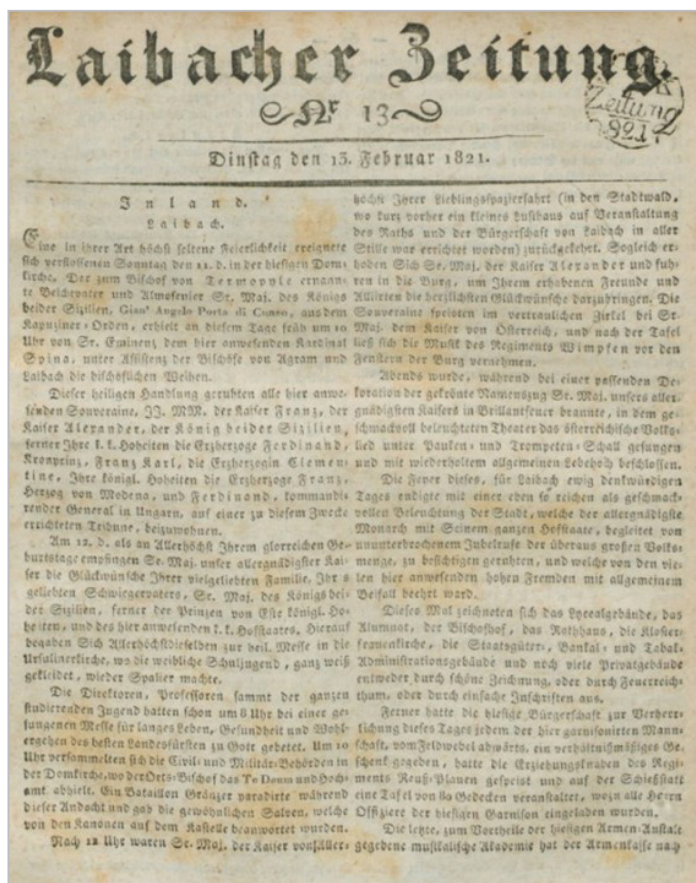 Laibacher Zeitung.
Nr 13
Zeitung
1821
Dinstag den 13. Februar 1821.
Inland.
Laibach.
Eine in ihrer Art höchst seltene Feierlichkeit ereignete
sich verflossenen Sonntag den 11. d. in der hiesigen Dom-
kirche. Der zum Bischof von Termopyle ernann-
te Beichtvater und Almosenier Sr. Maj. des Königs
beider Sizilien, Gian' Angelo Porta di Cuneo, aus dem
Kapuziner-Orden, erhielt an diesem Tage früh um 10
Uhr von Sr. Eminenz dem hier anwesenden Kardinal
Spina, unter Assistenz der Bischöfe von Agram und
Laibach die bischöflichen Weihen.
Dieser heiligen Handlung geruhten alle hier anwe-
senden Souveraine, JJ. MM. der Kaiser Franz, der
Kaiser Alexander, der König beider Sizilien,
ferner Ihre k. k. Hoheiten die Erzherzoge Ferdinand,
Kronprinz, Franz Karl, die Erzherzogin Clemen-
tine, Ihre königl. Hoheiten die Erzherzoge Franz,
Herzog von Modena, und Ferdinand, kommandi-
render General in Ungarn, auf einer zu diesem Zwecke
errichteten Tribune, beizuwohnen.
Am 12. d. als an Allerhöchst Ihrem glorreichen Ge-
burtstage empfingen Se. Maj. unser allergnädigster Kai-
ser die Glückwünsche Ihrer vielgeliebten Familie, Ihrs
geliebten Schwiegervaters, Sr. Maj. des Königs bei-
der Sizilien, ferner der Prinzen von Este königl. Ho-
heiten, und des hier anwesenden k. k. Hofstaates. Hierauf
begaben Sich Allerhöchstdieselben zur heil. Messe in die
Ursulinerkirche, wo die weibliche Schuljugend, ganz weiß
gekleidet, wieder Spalier machte.
Die Direktoren, Professoren sammt der ganzen
studierenden Jugend hatten schon um 8 Uhr bei einer ge-
sungenen Messe für langes Leben, Gesundheit und Wohl-
ergehen des besten Landesfürsten zu Gott gebetet. Um 10
Uhr versammelten sich die Civil- und Militär-Behörden in
der Domkirche, wo der Orts-Bischof das Te Deum und Hoch-
amt abhielt. Ein Bataillon Gränzer paradirte während
dieser Andacht und gab die gewöhnlichen Salven, welche
von den Kanonen auf dem Kastelle beantwortet wurden.
Nach 12 Uhr waren Se. Maj. der Kaiser von Aller-
höchst Ihrer Lieblingsspazierfahrt (in den Stadtwald,
wo kurz vorher ein kleines Lusthaus auf Veranstaltung
des Raths und der Bürgerschaft von Laibach in aller
Stille war errichtet worden) zurückgekehrt. Sogleich er-
hoben Sich Se. Maj. der Kaiser Alexander und fuh-
ren in die Burg, um Ihrem erhabenen Freunde und
Alliirten die herzlichsten Glückwünsche darzubringen. Die
Souveraine speisten im vertraulichen Zirkel bei Sr.
Maj. dem Kaiser von Österreich, und nach der Tafel
ließ sich die Musik des Regiments Wimpfen vor den
Fenstern der Burg vernehmen.
Abends wurde, während bei einer passenden De-
koration der gekrönte Namenszug Sr. Maj. unsers aller-
gnädigsten Kaisers in Brillantfeuer brannte, in dem ge-
schmackvoll beleuchteten Theater das österreichische Volks-
lied unter Pauken- und Trompeten-Schall gesungen
und mit wiederholtem allgemeinen Lebehoch beschlossen.
Die Feyer dieses, für Laibach ewig denkwürdigen
Tages endigte mit einer eben so reichen als geschmack-
vollen Beleuchtung der Stadt, welche der allergnädigste
Monarch mit Seinem ganzen Hofstaate, begleitet von
ununterbrochenem Jubelrufe der überaus großen Volks-
menge, zu besichtigen geruhten, und welche von den vie-
len hier anwesenden hohen Fremden mit allgemeinem
Beifall beehrt ward.
Dieses Mal zeichneten sich das Lycealgebäude, das
Alumnat, der Bischofhof, das Rathhaus, die Kloster-
frauenkirche, die Staatsgüter-, Bankal- und Tabak-
Administrationsgebäude und noch viele Privatgebäude
entweder durch schöne Zeichnung, oder durch Feuerreich-
thum, oder durch einfache Inschriften aus.
Ferner hatte die hiesige Bürgerschaft zur Verherr-
lichung dieses Tages jedem der hier garnisonirten Mann-
schaft, vom Feldwebel abwärts, ein verhältnißmäßiges Ge-
schenk gegeben, hatte die Erziehungsknaben des Regi-
ments Reuß-Plauen gespeist und auf der Schießstatt
eine Tafel von 80 Gedecken veranstaltet, wozu alle Herrn
Offiziere der hiesigen Garnison eingeladen wurden.
Die letzte, zum Vortheile der hiesigen Armen-Anstalt
gegebene musikalische Akademie hat der Armenkasse nach